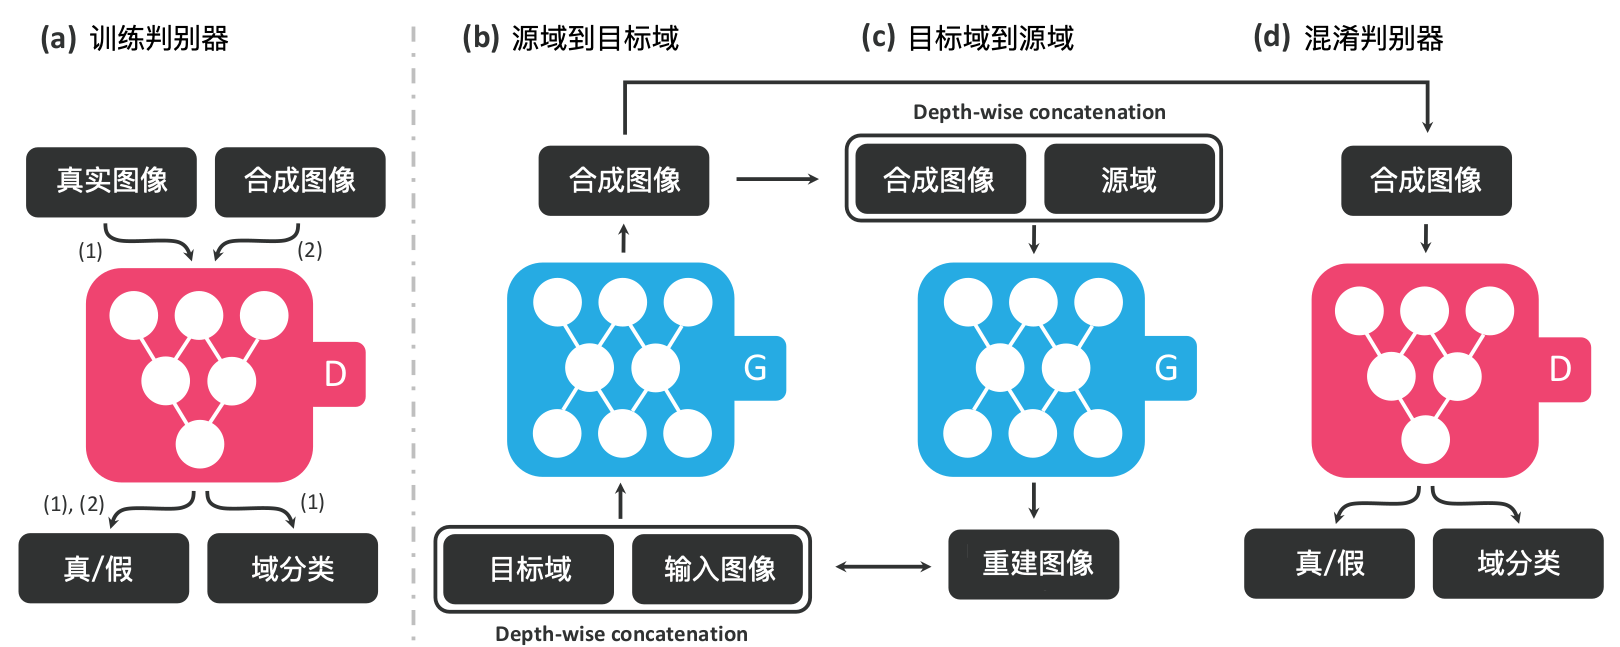 (a) 训练判别器
(b) 源域到目标域
(c) 目标域到源域
(d) 混淆判别器
Depth-wise concatenation
真实图像
合成图像
合成图像
合成图像
源域
合成图像
(1)
(2)
D
G
G
D
(1), (2)
(1)
真/假
域分类
目标域
输入图像
重建图像
真/假
域分类
Depth-wise concatenation